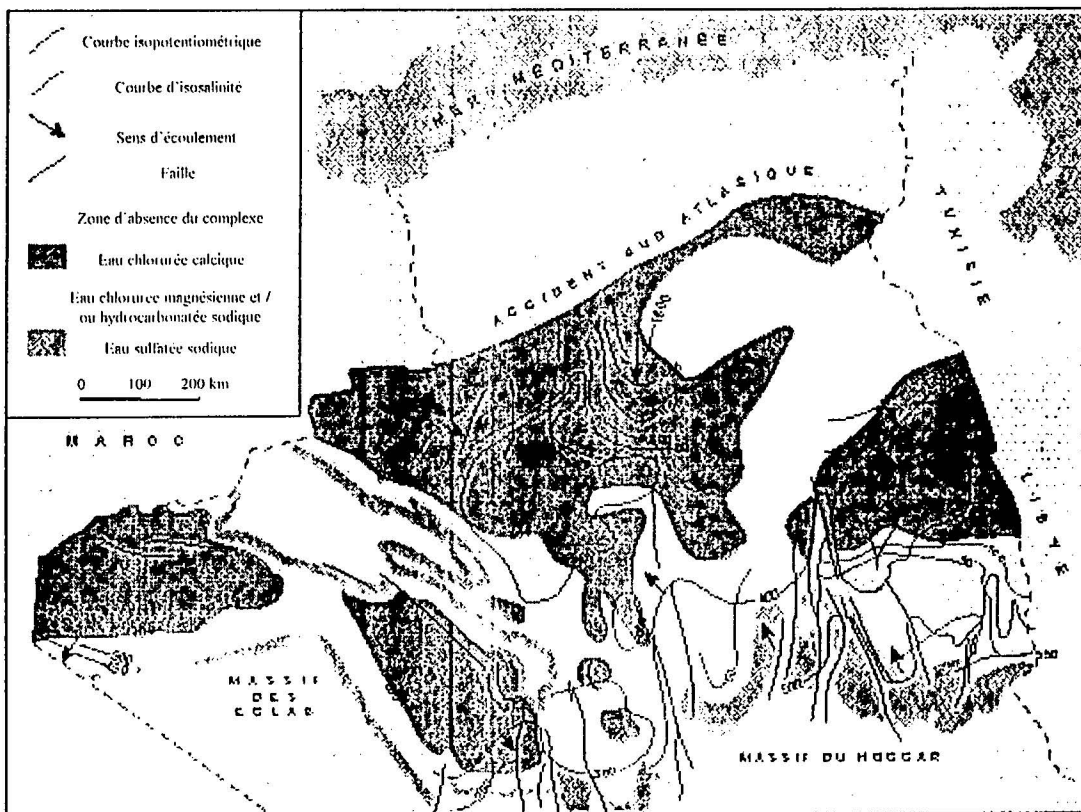 Courbe isopotentiométrique
Courbe d'isosalinité
Sens d'écoulement
Faille
Zone d'absence du complexe
Eau chlorurée calcique
Eau chlorurée magnésienne et /
ou hydrocarbonatée sodique
Eau sulfatée sodique
0 100 200 km
MER MEDITERRANEE
ACCIDENT SUD ATLASIQUE
TUNISIE
MAROC
MASSIF
DES
EGLAB
MASSIF DU HOGGAR